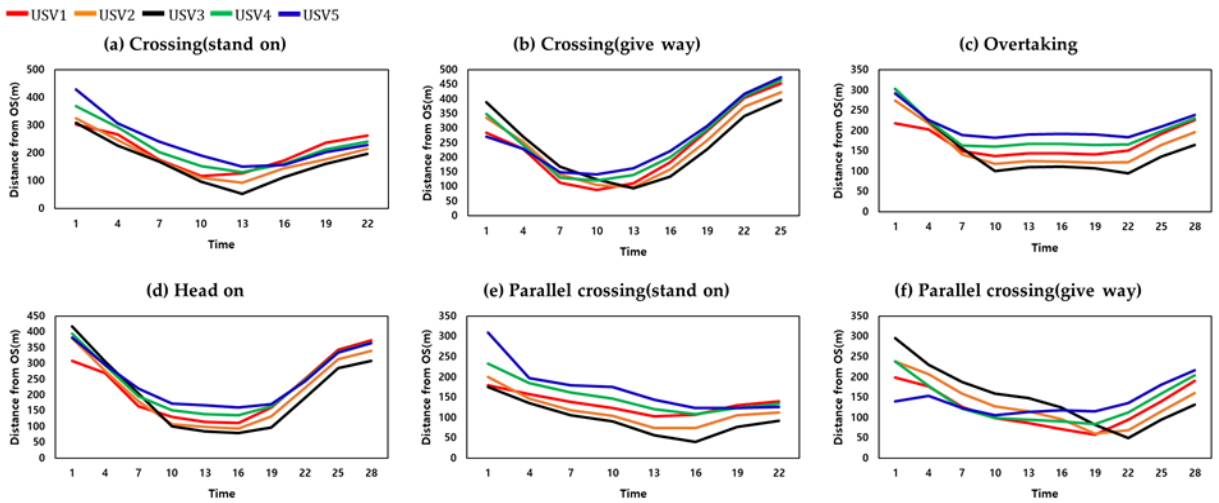 USV1 USV2 USV3 USV4 USV5
(a) Crossing(stand on)
Distance from OS(m)
500
400
300
200
100
0
1 4 7 10 13 16 19 22
Time
(b) Crossing(give way)
Distance from OS(m)
500
450
400
350
300
250
200
150
100
50
0
1 4 7 10 13 16 19 22 25
Time
(c) Overtaking
Distance from OS(m)
350
300
250
200
150
100
50
0
1 4 7 10 13 16 19 22 25 28
Time
(d) Head on
Distance from OS(m)
450
400
350
300
250
200
150
100
50
0
1 4 7 10 13 16 19 22 25 28
Time
(e) Parallel crossing(stand on)
Distance from OS(m)
350
300
250
200
150
100
50
0
1 4 7 10 13 16 19 22
Time
(f) Parallel crossing(give way)
Distance from OS(m)
350
300
250
200
150
100
50
0
1 4 7 10 13 16 19 22 25 28
Time